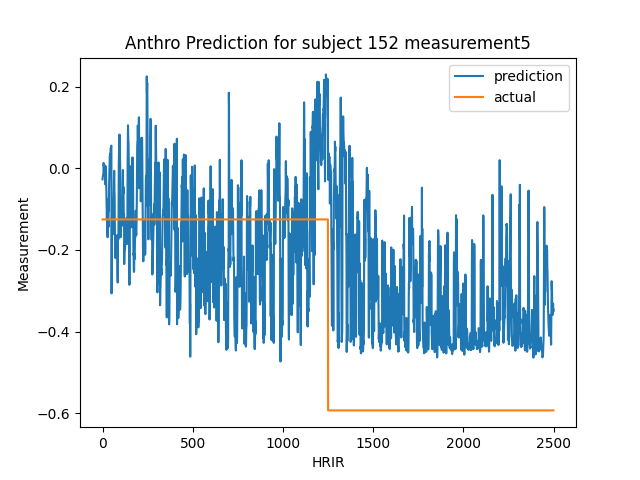 Anthro Prediction for subject 152 measurement5
prediction
actual
0.2
0.0
−0.2
−0.4
−0.6
Measurement
0
500
1000
1500
2000
2500
HRIR